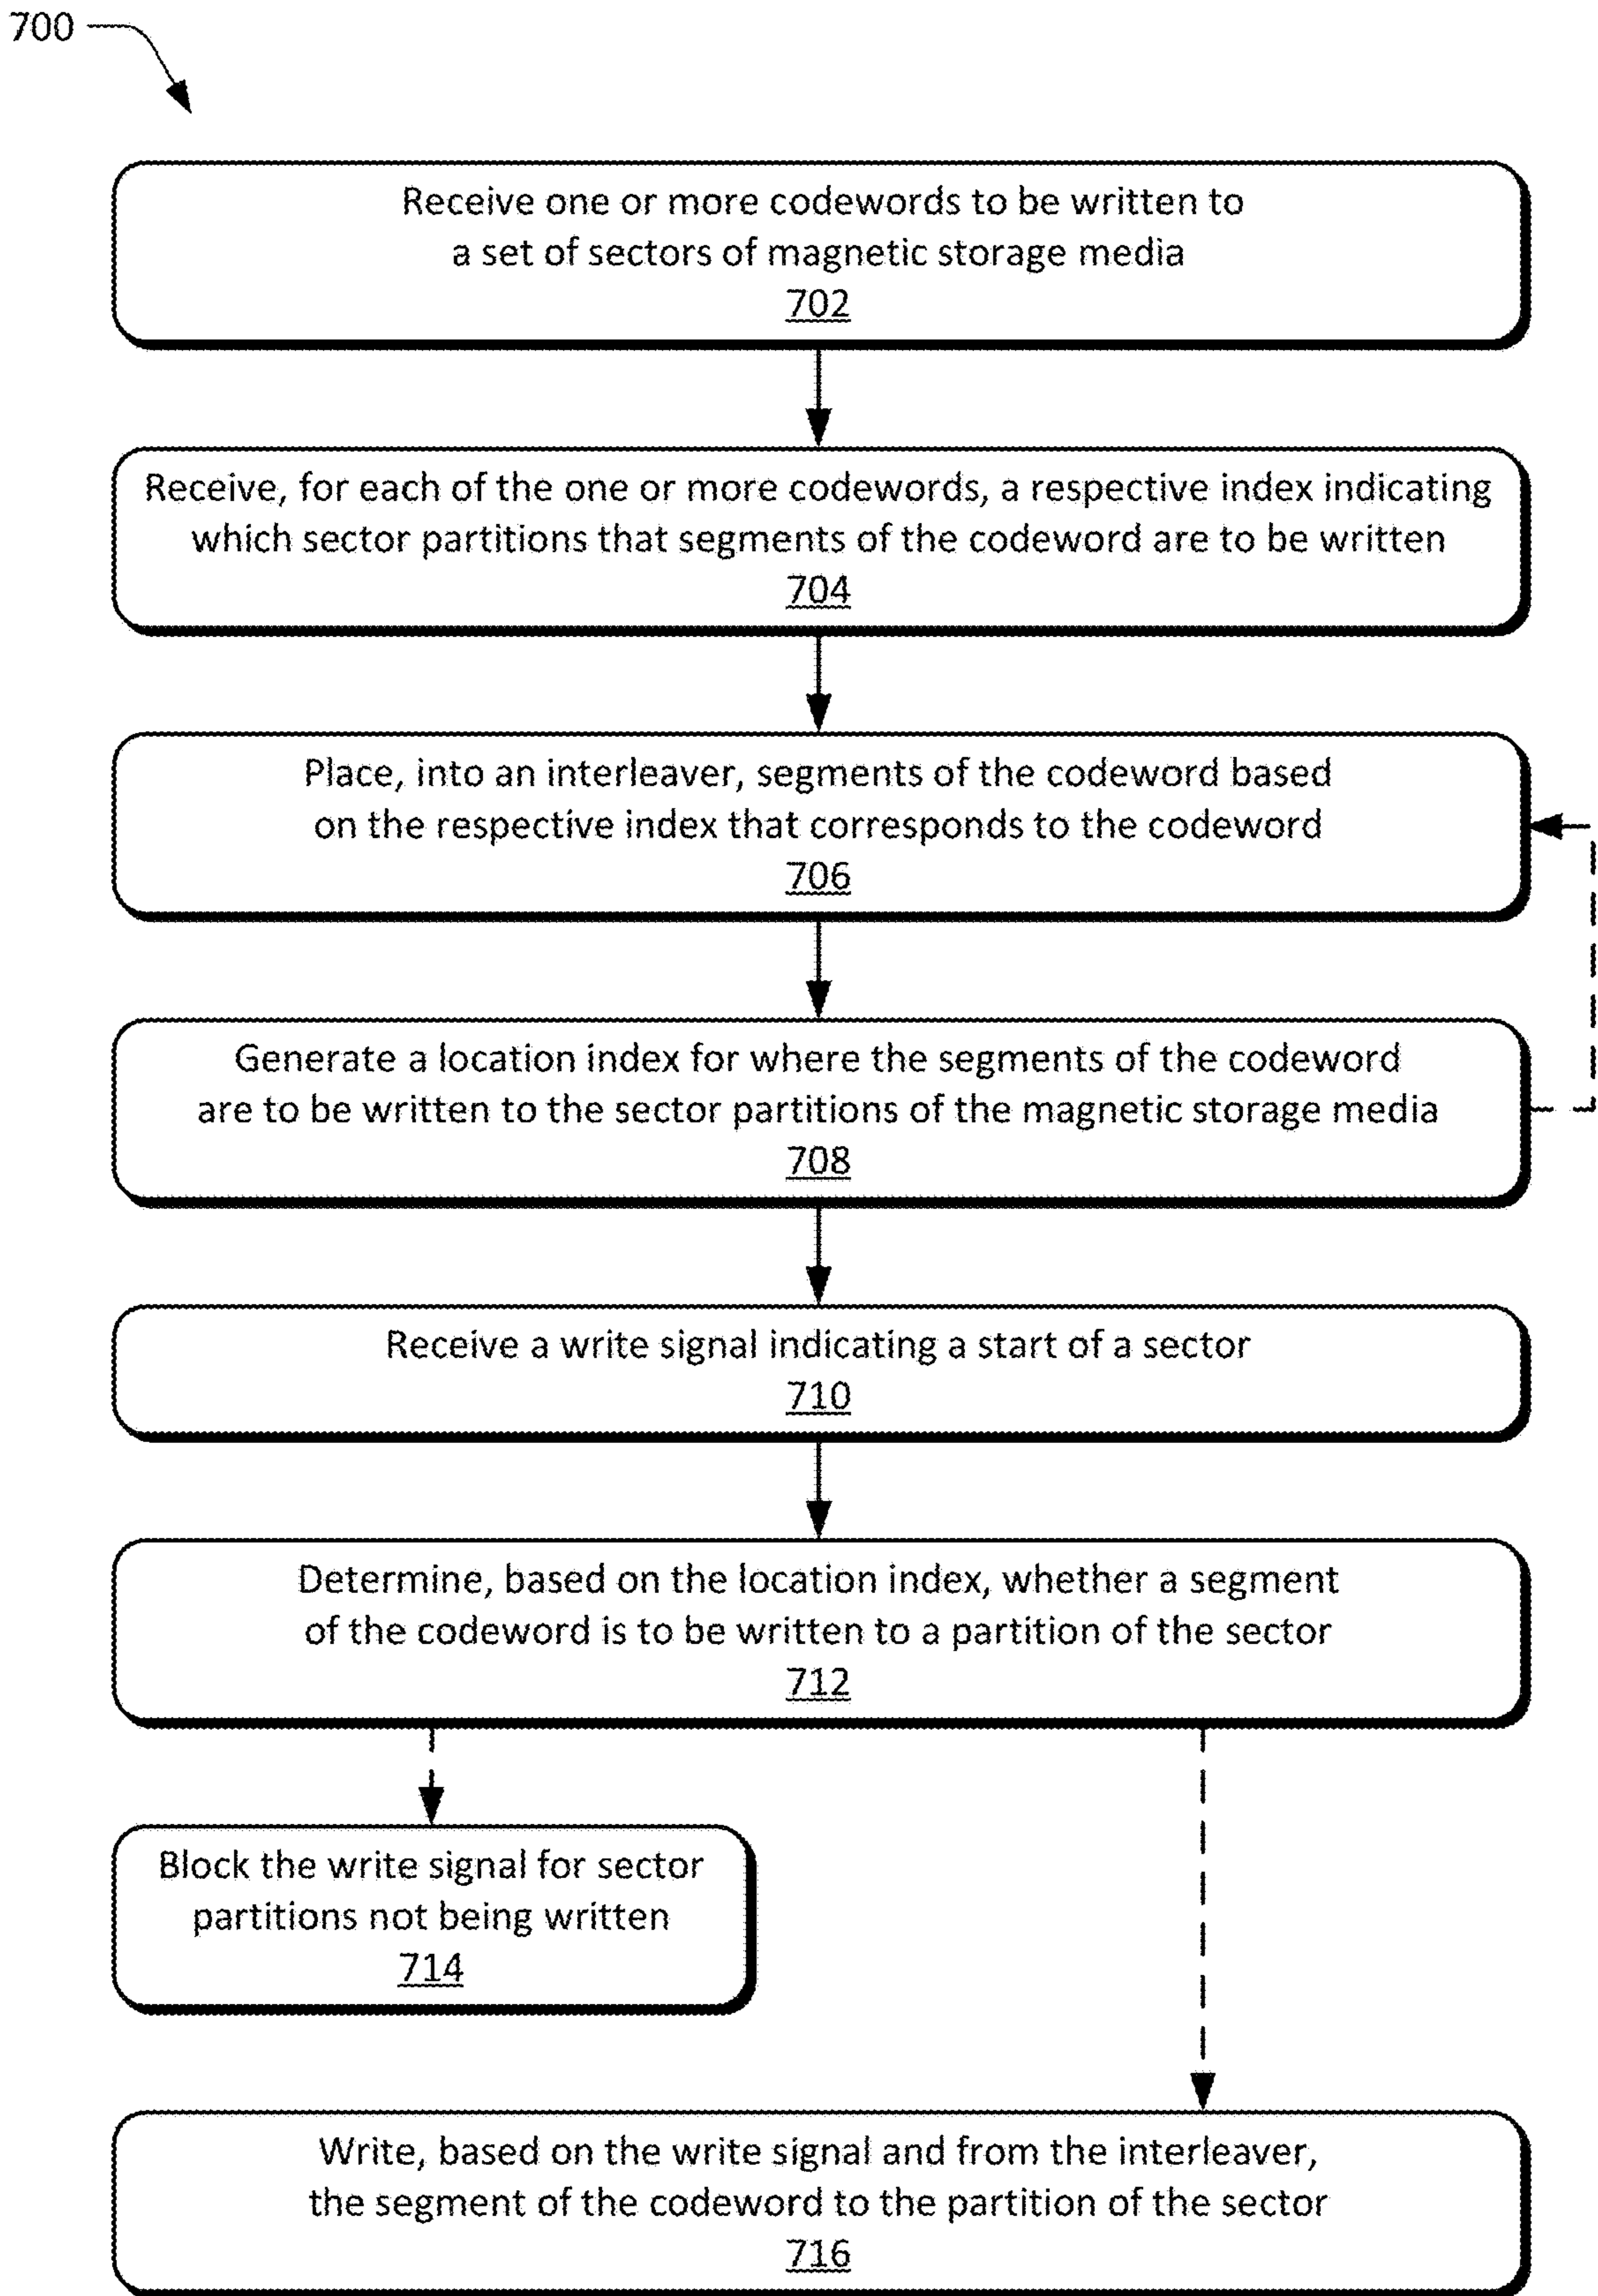 700
Receive one or more codewords to be written to
a set of sectors of magnetic storage media
702
Receive, for each of the one or more codewords, a respective index indicating
which sector partitions that segments of the codeword are to be written
704
Place, into an interleaver, segments of the codeword based
on the respective index that corresponds to the codeword
706
Generate a location index for where the segments of the codeword
are to be written to the sector partitions of the magnetic storage media
708
Receive a write signal indicating a start of a sector
710
Determine, based on the location index, whether a segment
of the codeword is to be written to a partition of the sector
712
Block the write signal for sector
partitions not being written
714
Write, based on the write signal and from the interleaver,
the segment of the codeword to the partition of the sector
716